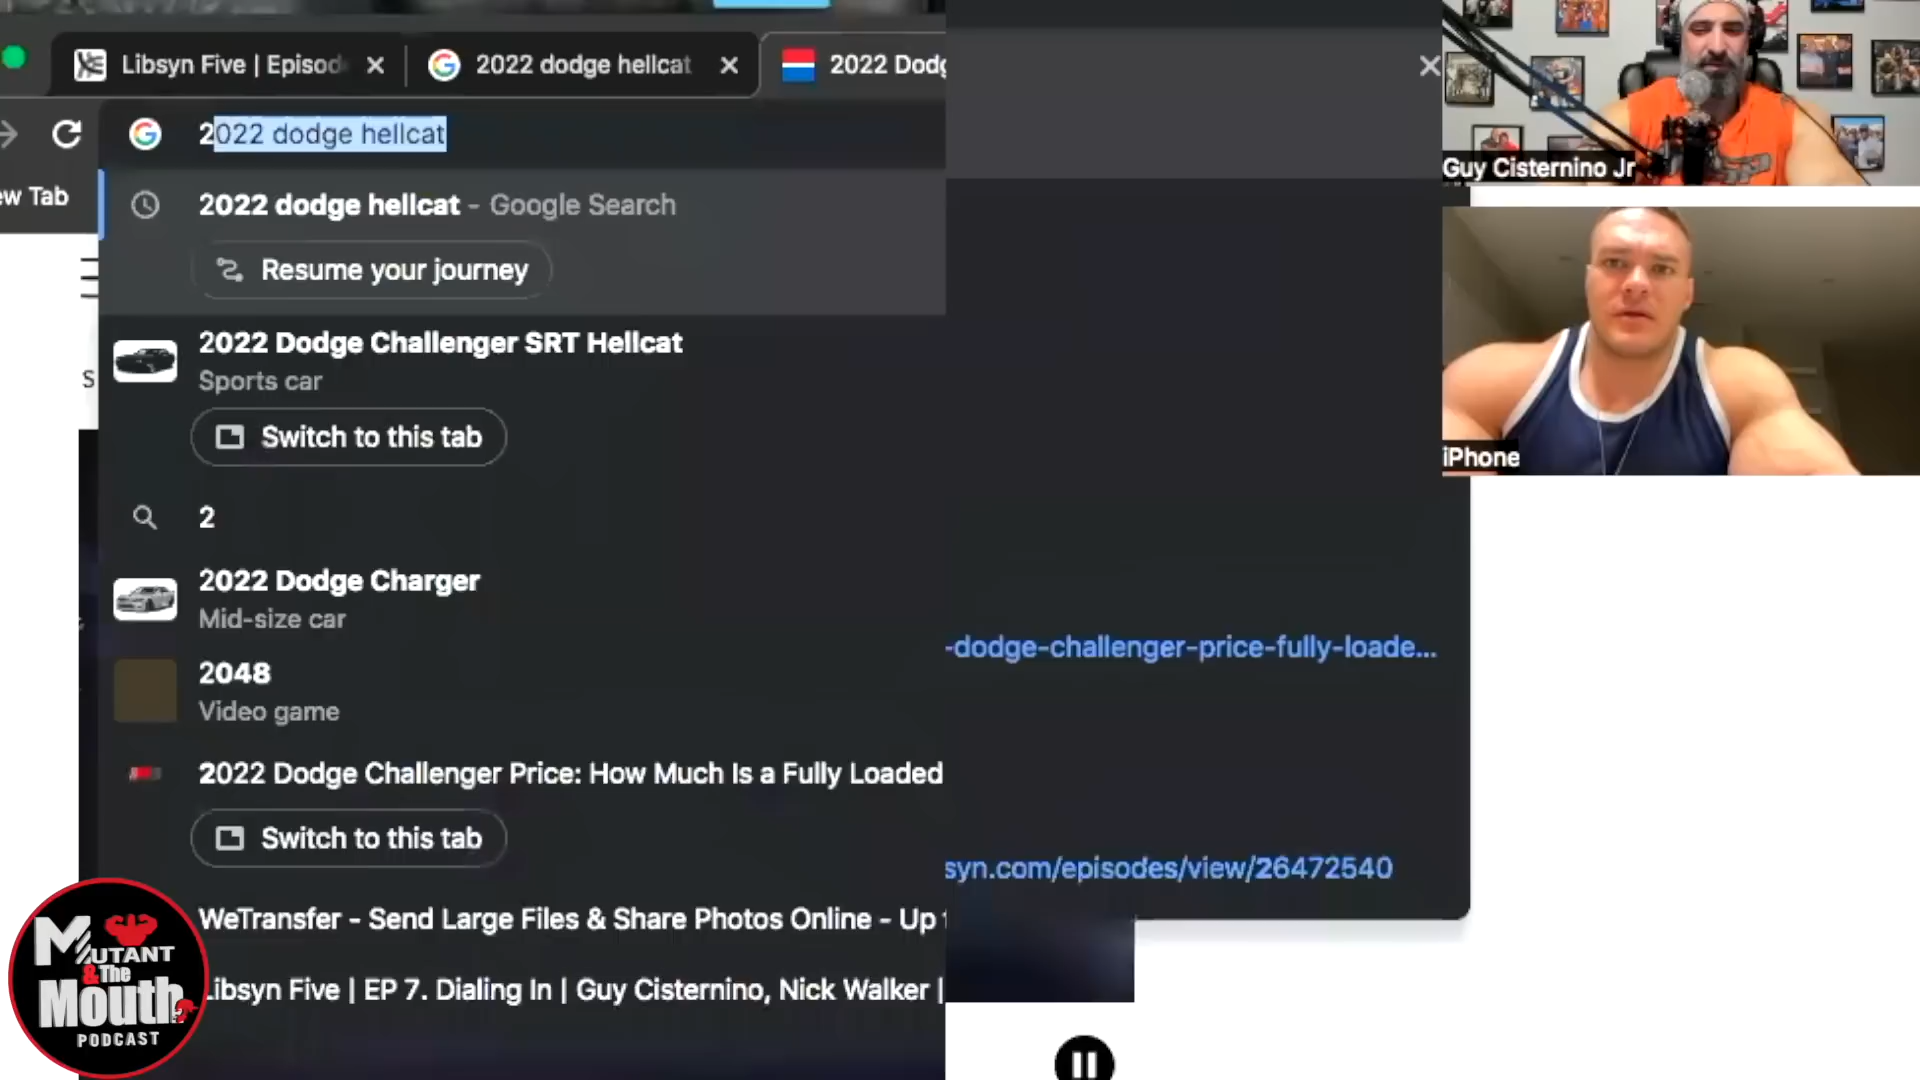 Libsyn Five | Episod
2022 dodge hellcat
2022 Dodg
2022 dodge hellcat
ew Tab
2022 dodge hellcat - Google Search
Resume your journey
2022 Dodge Challenger SRT Hellcat
Sports car
Switch to this tab
2
2022 Dodge Charger
Mid-size car
-dodge-challenger-price-fully-loade...
2048
Video game
2022 Dodge Challenger Price: How Much Is a Fully Loaded
Switch to this tab
syn.com/episodes/view/26472540
WeTransfer - Send Large Files & Share Photos Online - Up
Libsyn Five | EP 7. Dialing In | Guy Cisternino, Nick Walker |
Guy Cisternino Jr
iPhone
MUTANT
&The
Mouth
PODCAST